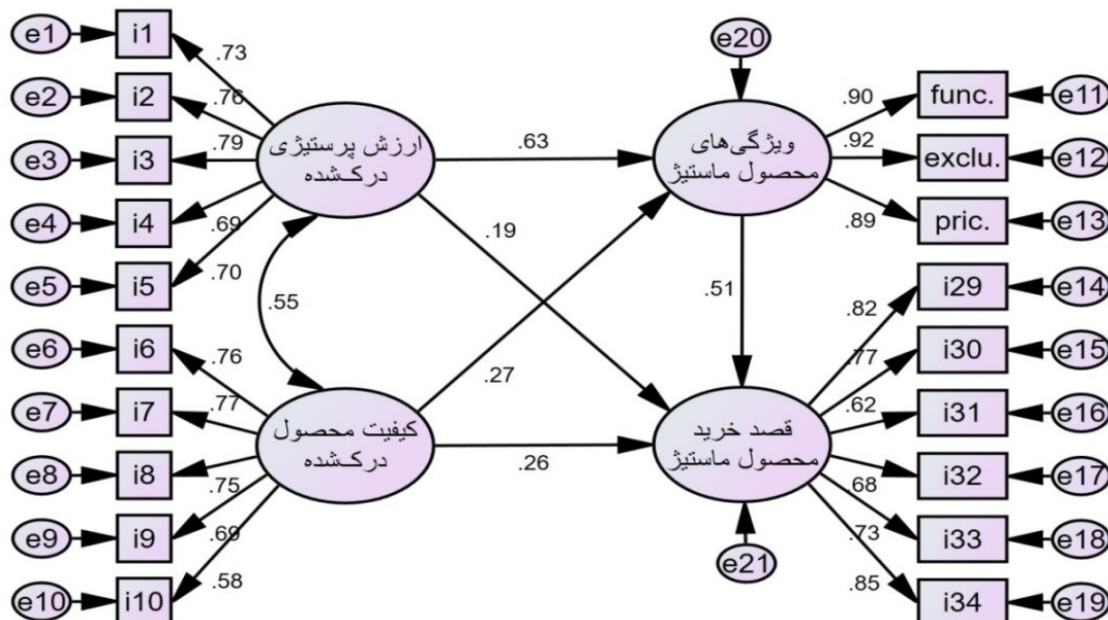 e1
i1
.73
e2
i2
.76
e3
i3
.79
e4
i4
.69
e5
i5
.70
ارزش پرستیژی
درک‌شده
.55
e6
i6
.76
e7
i7
.77
e8
i8
.75
e9
i9
.69
e10
i10
.58
کیفیت محصول
درک‌شده
.63
.19
.27
.26
.51
e20
ویژگی‌های
محصول ماستیژ
.90
func.
e11
.92
exclu.
e12
.89
pric.
e13
قصد خرید
محصول ماستیژ
e21
.82
i29
e14
.77
i30
e15
.62
i31
e16
.68
i32
e17
.73
i33
e18
.85
i34
e19